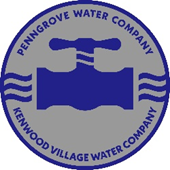 PENNGROVE WATER COMPANY
KENWOOD VILLAGE WATER COMPANY